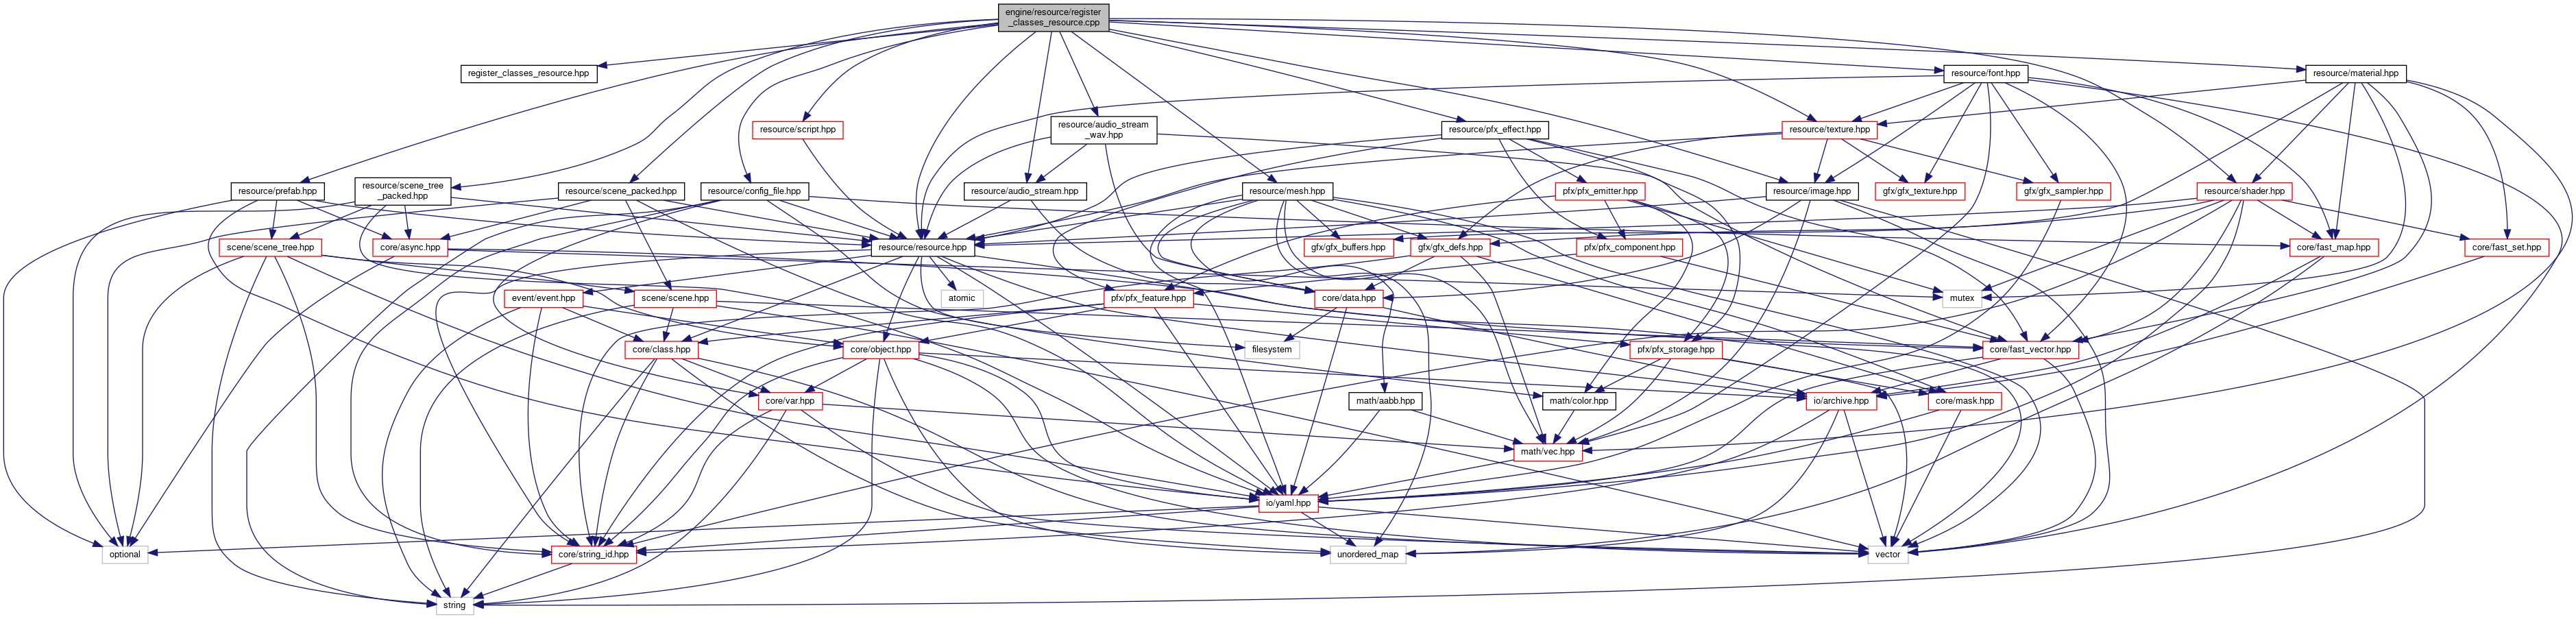 engine/resource/register
_classes_resource.cpp
register_classes_resource.hpp
resource/font.hpp
resource/material.hpp
resource/script.hpp
resource/audio_stream
_wav.hpp
resource/pfx_effect.hpp
resource/texture.hpp
resource/prefab.hpp
resource/scene_tree
_packed.hpp
resource/scene_packed.hpp
resource/config_file.hpp
resource/audio_stream.hpp
resource/mesh.hpp
pfx/pfx_emitter.hpp
resource/image.hpp
gfx/gfx_texture.hpp
gfx/gfx_sampler.hpp
resource/shader.hpp
scene/scene_tree.hpp
core/async.hpp
resource/resource.hpp
gfx/gfx_buffers.hpp
gfx/gfx_defs.hpp
pfx/pfx_component.hpp
core/fast_map.hpp
core/fast_set.hpp
event/event.hpp
scene/scene.hpp
atomic
pfx/pfx_feature.hpp
core/data.hpp
mutex
core/class.hpp
core/object.hpp
filesystem
pfx/pfx_storage.hpp
core/fast_vector.hpp
core/var.hpp
math/aabb.hpp
math/color.hpp
io/archive.hpp
core/mask.hpp
math/vec.hpp
io/yaml.hpp
optional
core/string_id.hpp
unordered_map
vector
string